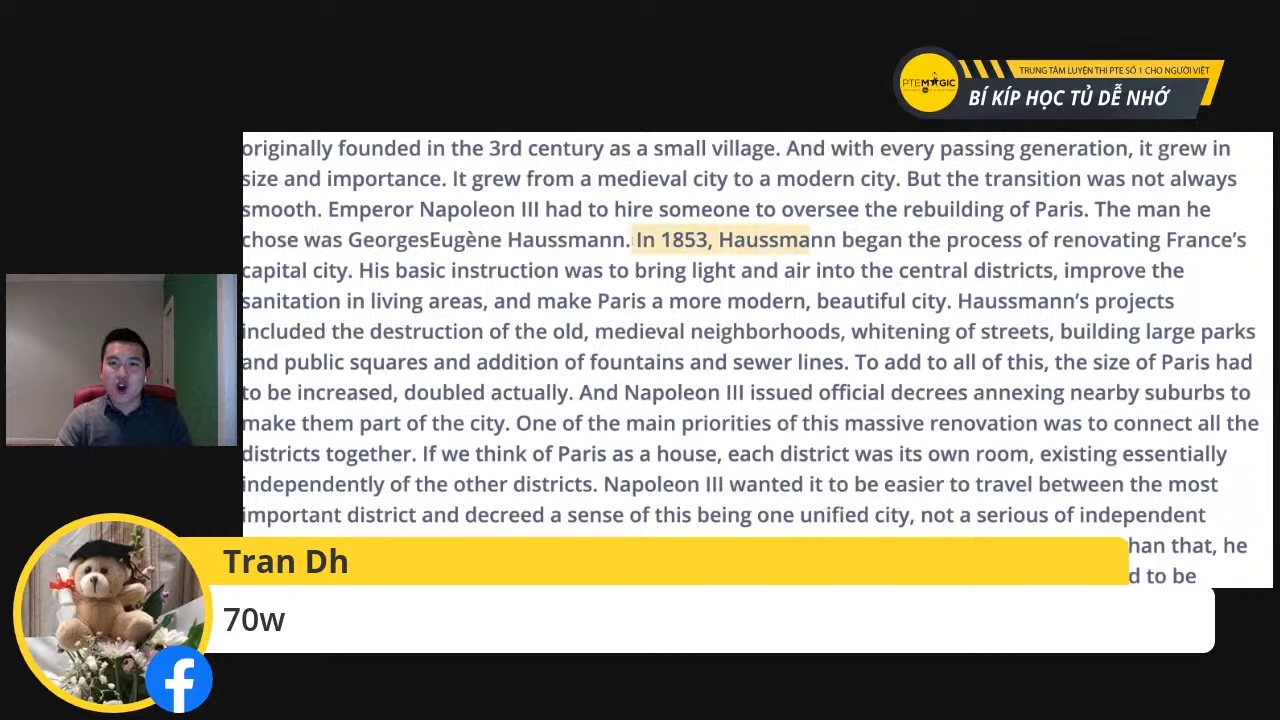 PTEMAGIC
TRUNG TÂM LUYỆN THI PTE SỐ 1 CHO NGƯỜI VIỆT
BÍ KÍP HỌC TỦ DỄ NHỚ
originally founded in the 3rd century as a small village. And with every passing generation, it grew in
size and importance. It grew from a medieval city to a modern city. But the transition was not always
smooth. Emperor Napoleon III had to hire someone to oversee the rebuilding of Paris. The man he
chose was GeorgesEugène Haussmann. In 1853, Haussmann began the process of renovating France's
capital city. His basic instruction was to bring light and air into the central districts, improve the
sanitation in living areas, and make Paris a more modern, beautiful city. Haussmann's projects
included the destruction of the old, medieval neighborhoods, whitening of streets, building large parks
and public squares and addition of fountains and sewer lines. To add to all of this, the size of Paris had
to be increased, doubled actually. And Napoleon III issued official decrees annexing nearby suburbs to
make them part of the city. One of the main priorities of this massive renovation was to connect all the
districts together. If we think of Paris as a house, each district was its own room, existing essentially
independently of the other districts. Napoleon III wanted it to be easier to travel between the most
important district and decreed a sense of this being one unified city, not a serious of independent
han that, he
d to be
Tran Dh
70w